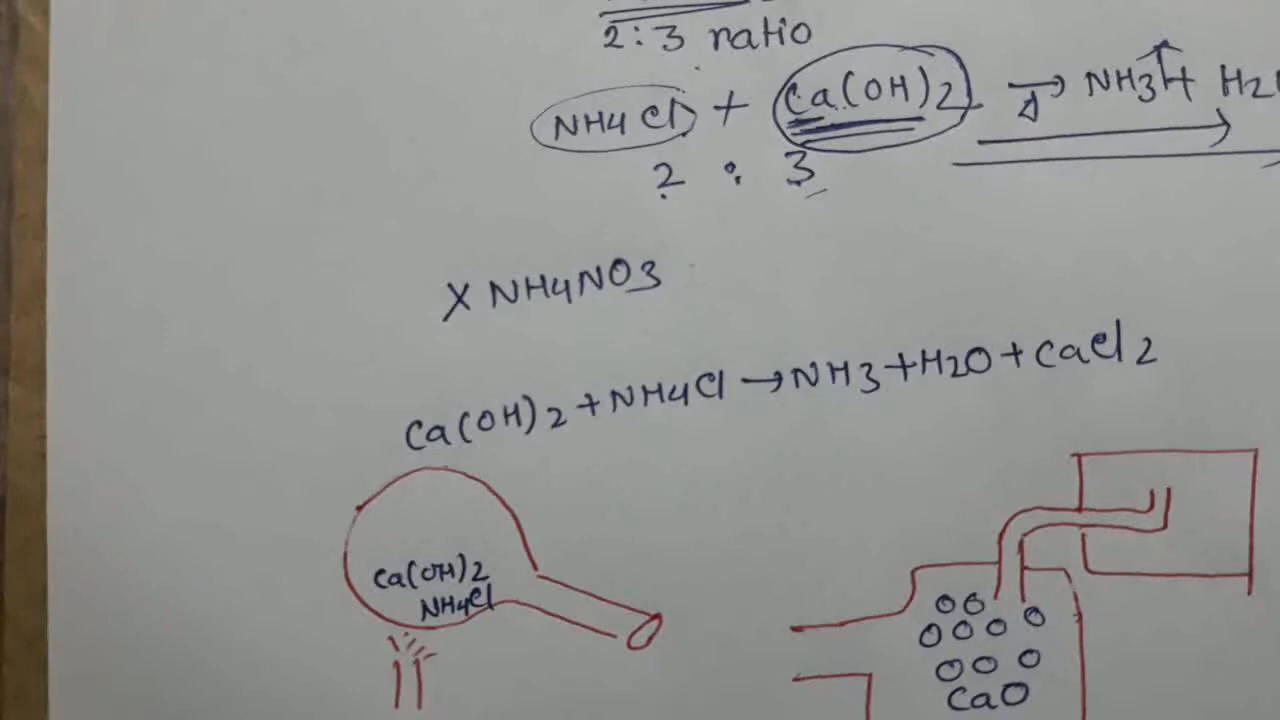 2 : 3 ratio
NH4Cl + Ca(OH)2 →Δ NH3↑ + H2
2 : 3
X NH4NO3
Ca(OH)2 + NH4Cl → NH3 + H2O + CaCl2
Ca(OH)2
NH4Cl
CaO